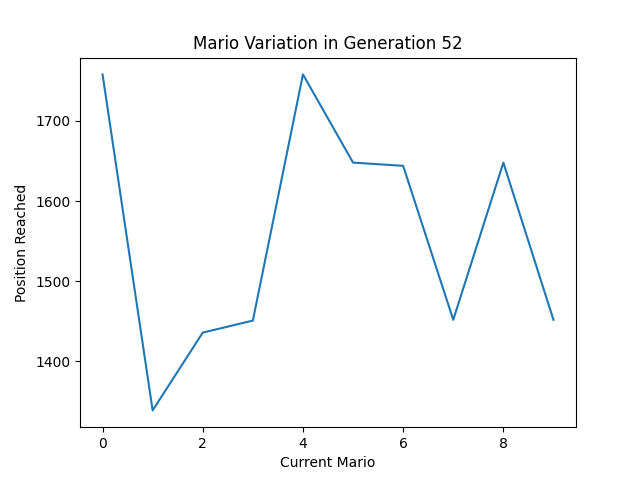 Mario Variation in Generation 52
1700
1600
1500
1400
Position Reached
0 2 4 6 8
Current Mario